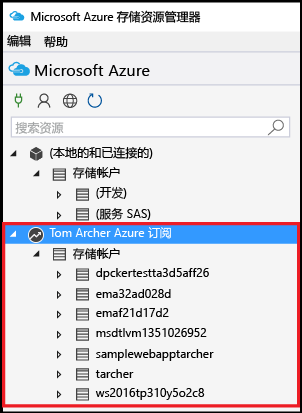 Microsoft Azure 存储资源管理器
编辑 帮助
Microsoft Azure
搜索资源
(本地的和已连接的)
存储帐户
(开发)
(服务 SAS)
Tom Archer Azure 订阅
存储帐户
dpckertestta3d5aff26
ema32ad028d
emaf21d17d2
msdtlvm1351026952
samplewebapptarcher
tarcher
ws2016tp310y5o2c8